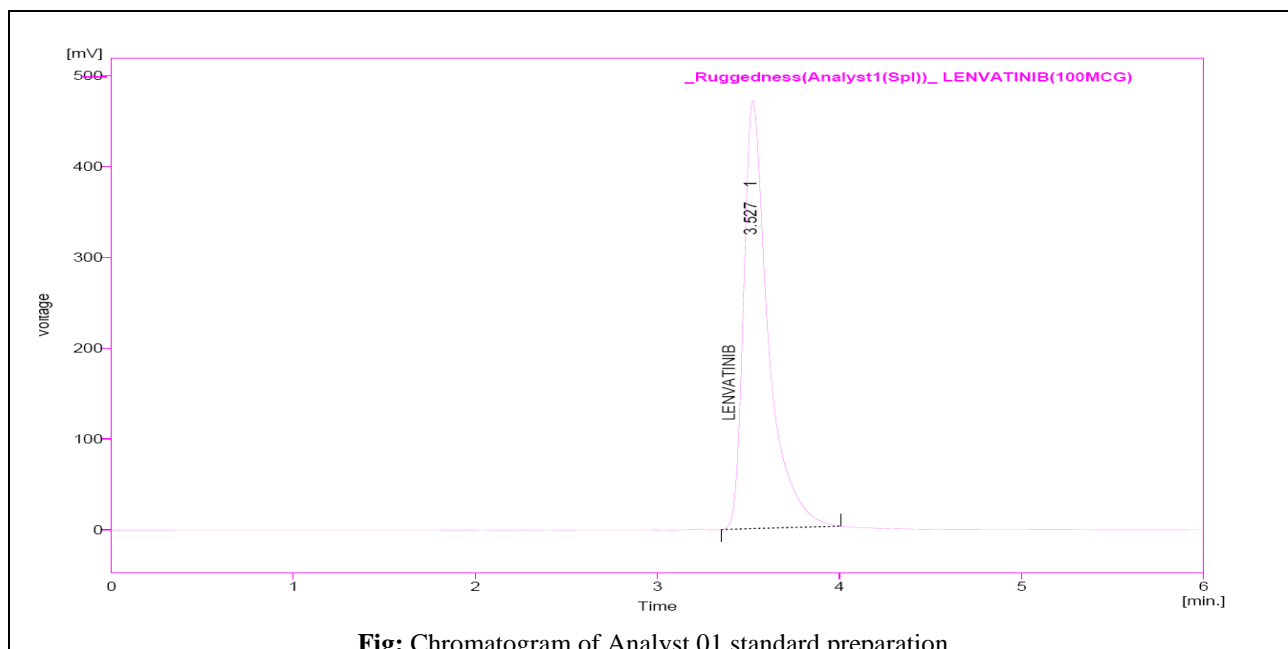 [mV]
500
_Ruggedness(Analyst1(Spl))_ LENVATINIB(100MCG)
400
3.527 1
300
voltage
200
LENVATINIB
100
0
0 1 2 3 4 5 6
Time
[min.]
Fig: Chromatogram of Analyst 01 standard preparation